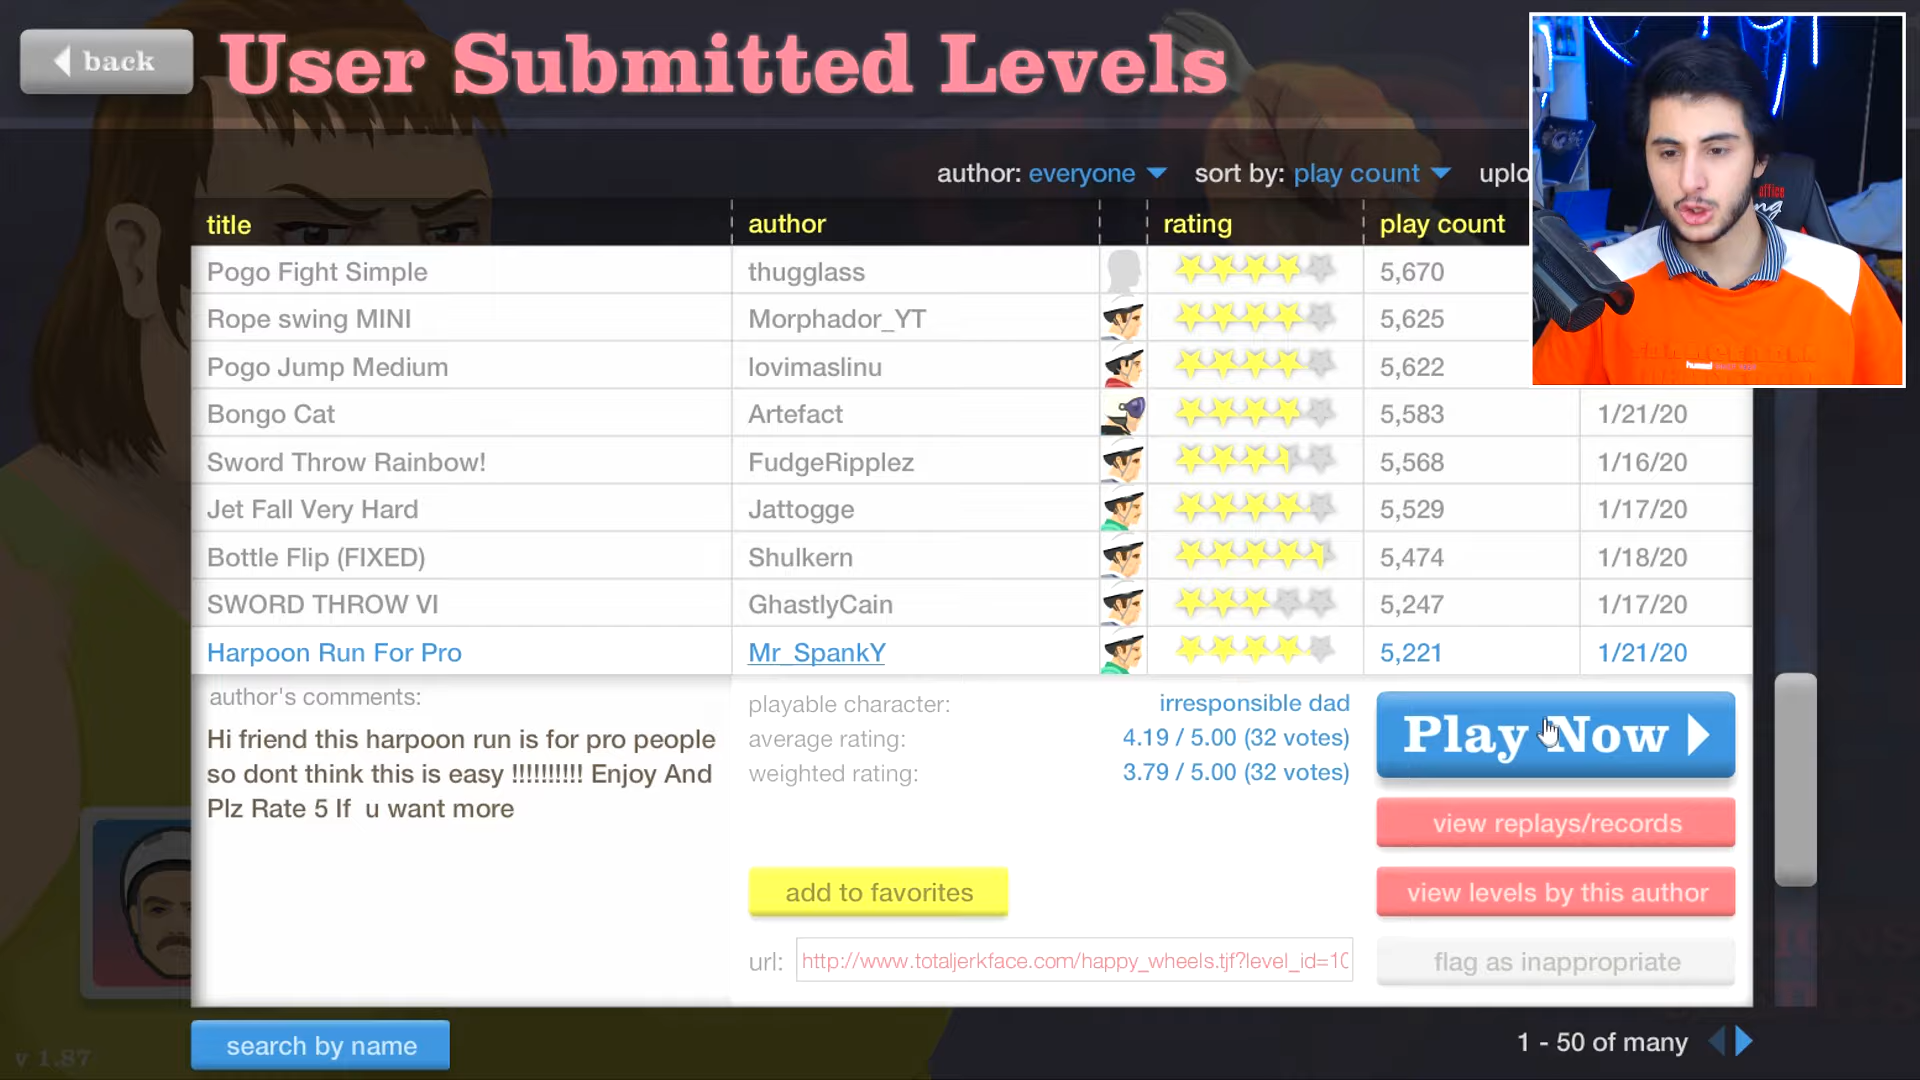 back
User Submitted Levels
author: everyone sort by: play count uplo
title author rating play count
Pogo Fight Simple thugglass 5,670
Rope swing MINI Morphador_YT 5,625
Pogo Jump Medium lovimaslinu 5,622
Bongo Cat Artefact 5,583 1/21/20
Sword Throw Rainbow! FudgeRipplez 5,568 1/16/20
Jet Fall Very Hard Jattogge 5,529 1/17/20
Bottle Flip (FIXED) Shulkern 5,474 1/18/20
SWORD THROW VI GhastlyCain 5,247 1/17/20
Harpoon Run For Pro Mr_SpankY 5,221 1/21/20
author's comments:
Hi friend this harpoon run is for pro people
so dont think this is easy !!!!!!!!!! Enjoy And
Plz Rate 5 If u want more
playable character: irresponsible dad
average rating: 4.19 / 5.00 (32 votes)
weighted rating: 3.79 / 5.00 (32 votes)
add to favorites
url: http://www.totaljerkface.com/happy_wheels.tjf?level_id=10
Play Now
view replays/records
view levels by this author
flag as inappropriate
search by name
1 - 50 of many
v 1.87
office
hummel